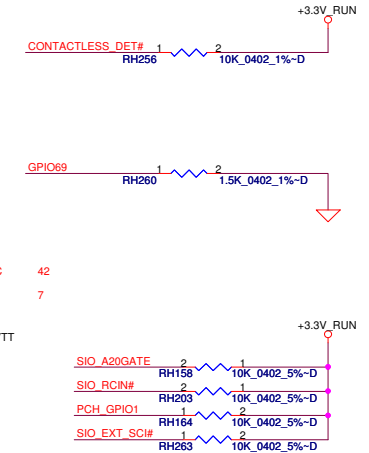 +3.3V_RUN
CONTACTLESS_DET# 1 2
RH256 10K_0402_1%~D
GPIO69 1 2
RH260 1.5K_0402_1%~D
42
7
TT
+3.3V_RUN
SIO_A20GATE 2 1
RH158 10K_0402_5%~D
SIO_RCIN# 2 1
RH203 10K_0402_5%~D
PCH_GPIO1 1 2
RH164 10K_0402_5%~D
SIO_EXT_SCI# 1 2
RH263 10K_0402_5%~D